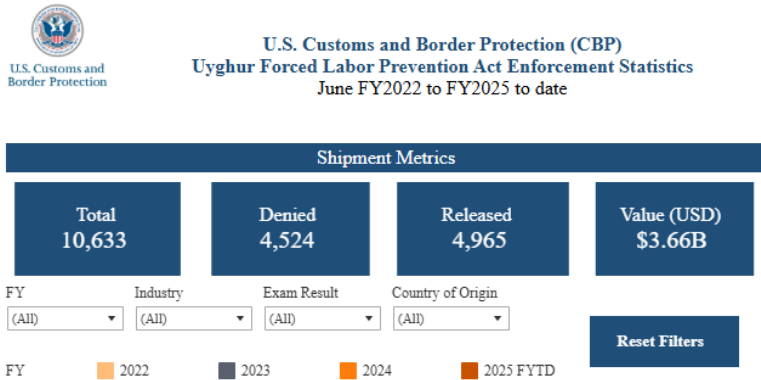 U.S. Customs and
Border Protection
U.S. Customs and Border Protection (CBP)
Uyghur Forced Labor Prevention Act Enforcement Statistics
June FY2022 to FY2025 to date
Shipment Metrics
Total
10,633
Denied
4,524
Released
4,965
Value (USD)
$3.66B
FY
Industry
Exam Result
Country of Origin
(All)
(All)
(All)
(All)
Reset Filters
FY
2022
2023
2024
2025 FYTD